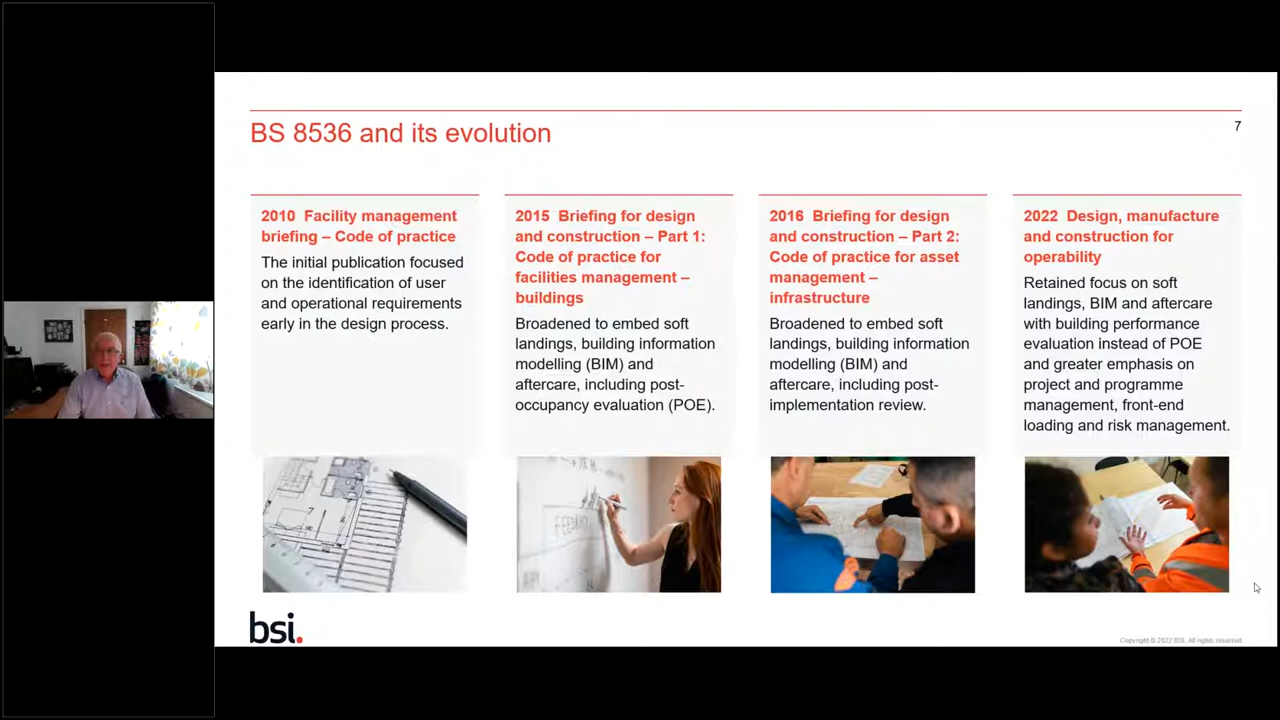 BS 8536 and its evolution
7
2010 Facility management
briefing – Code of practice
The initial publication focused
on the identification of user
and operational requirements
early in the design process.
2015 Briefing for design
and construction – Part 1:
Code of practice for
facilities management –
buildings
Broadened to embed soft
landings, building information
modelling (BIM) and
aftercare, including post-
occupancy evaluation (POE).
2016 Briefing for design
and construction – Part 2:
Code of practice for asset
management –
infrastructure
Broadened to embed soft
landings, building information
modelling (BIM) and
aftercare, including post-
implementation review.
2022 Design, manufacture
and construction for
operability
Retained focus on soft
landings, BIM and aftercare
with building performance
evaluation instead of POE
and greater emphasis on
project and programme
management, front-end
loading and risk management.
bsi.
Copyright © 2022 BSI. All rights reserved.